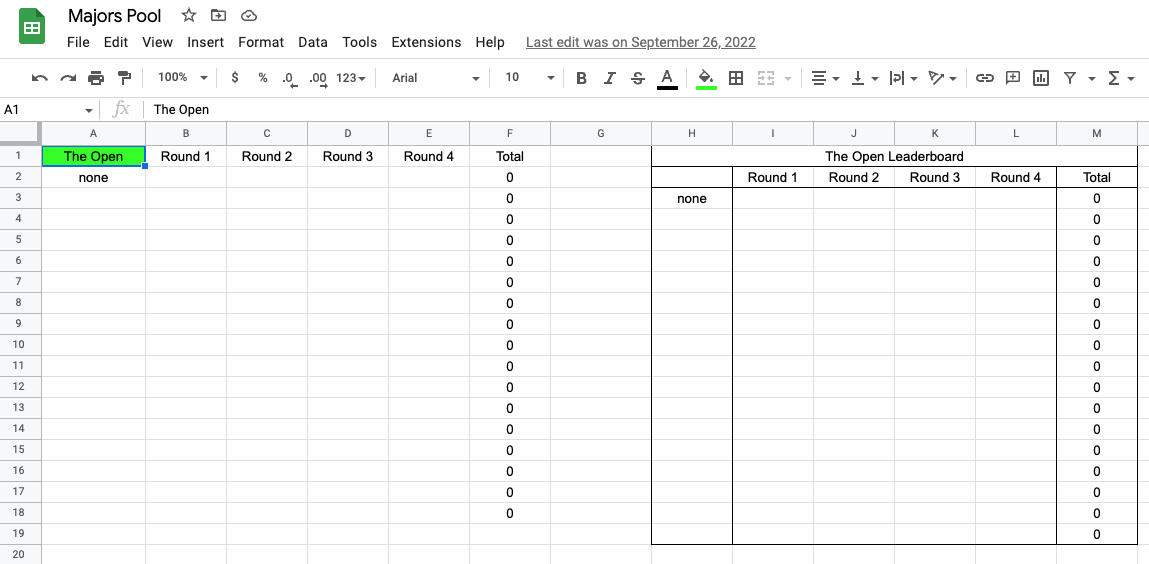 Majors Pool
File Edit View Insert Format Data Tools Extensions Help Last edit was on September 26, 2022
100% $ % .0 .00 123 Arial 10 B I S A
A1 fx The Open
A B C D E F G H I J K L M
1 The Open Round 1 Round 2 Round 3 Round 4 Total The Open Leaderboard
2 none 0 Round 1 Round 2 Round 3 Round 4 Total
3 0 none 0
4 0 0
5 0 0
6 0 0
7 0 0
8 0 0
9 0 0
10 0 0
11 0 0
12 0 0
13 0 0
14 0 0
15 0 0
16 0 0
17 0 0
18 0 0
19 0
20